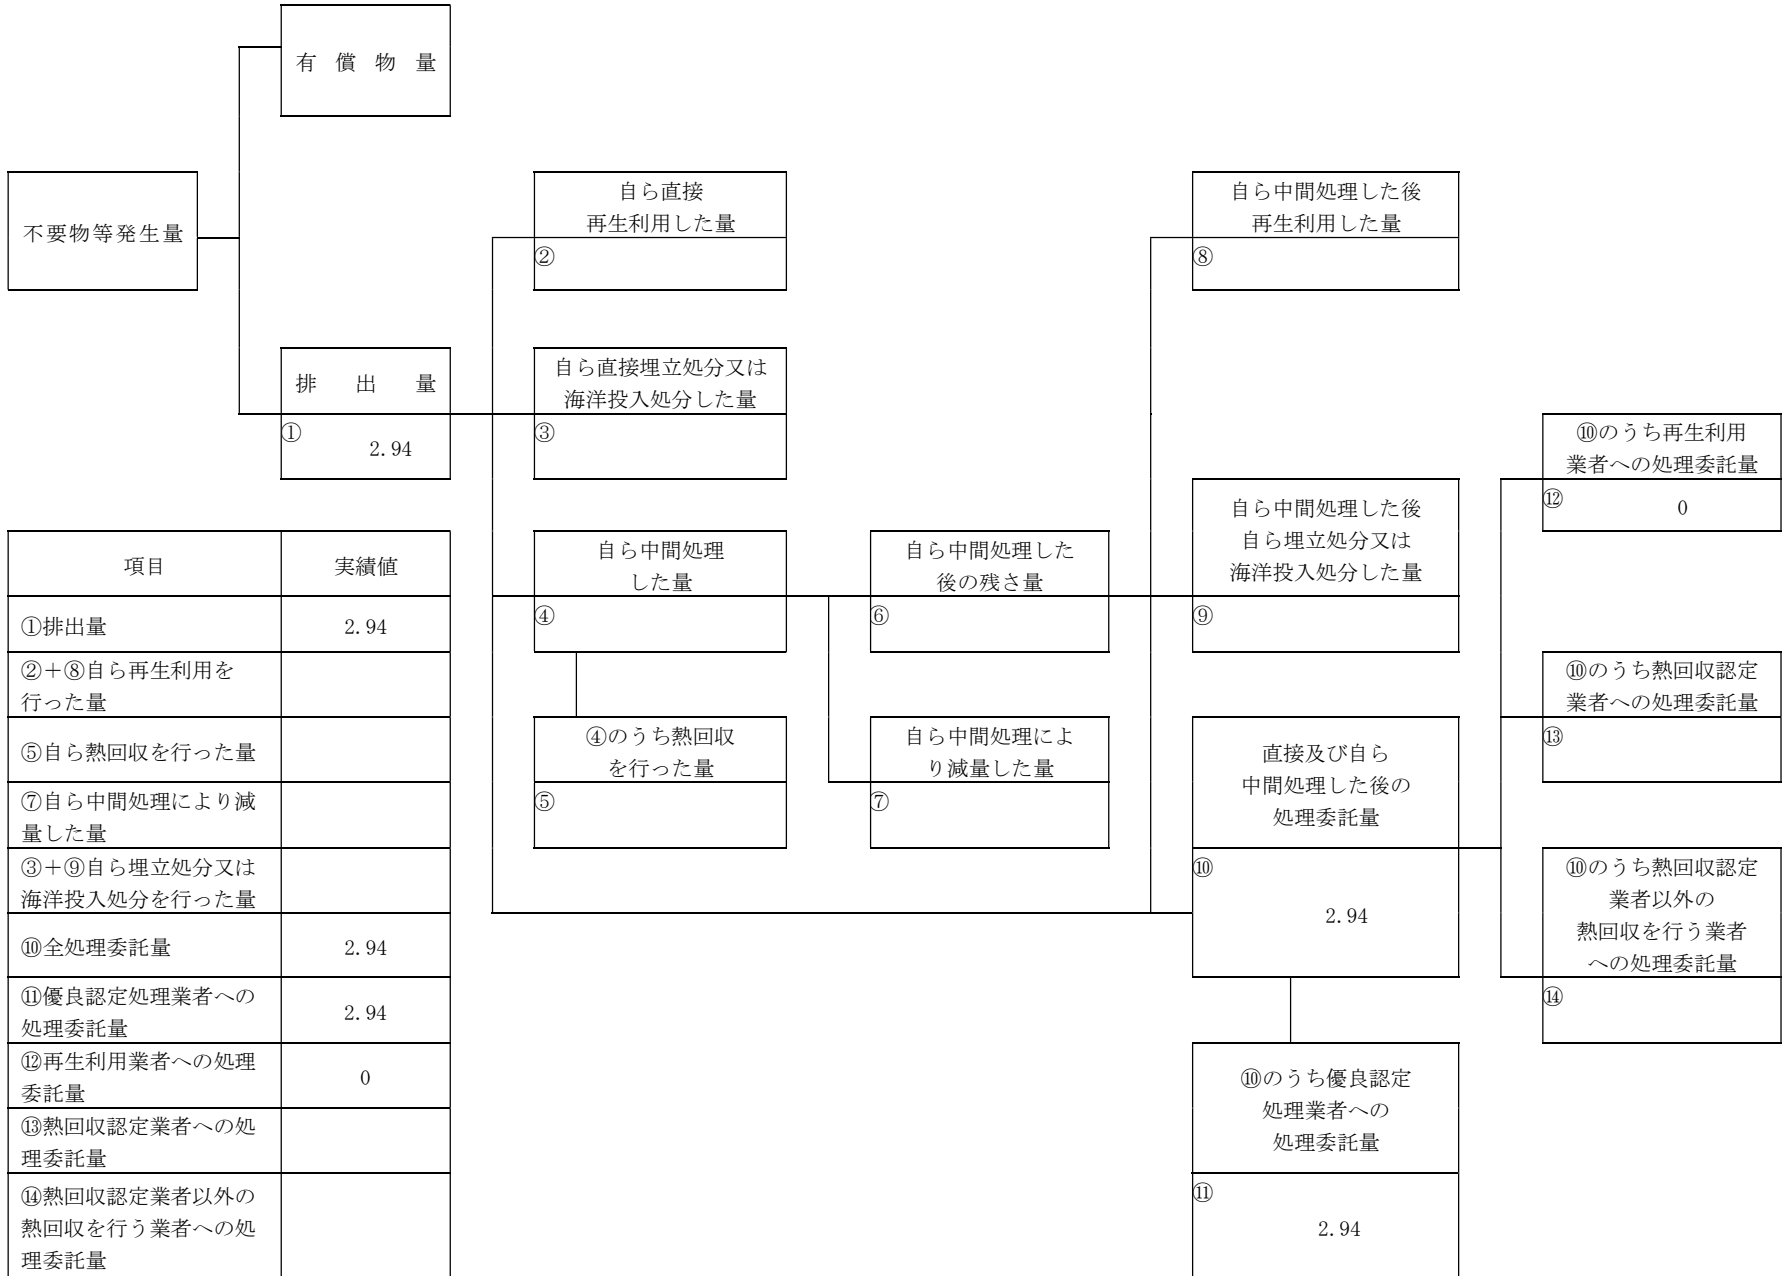 有 償 物 量
不要物等発生量
自ら直接
再生利用した量
②
自ら中間処理した後
再生利用した量
⑧
排 出 量
①
2.94
自ら直接埋立処分又は
海洋投入処分した量
③
⑩のうち再生利用
業者への処理委託量
⑫
0
自ら中間処理
した量
④
自ら中間処理した
後の残さ量
⑥
自ら中間処理した後
自ら埋立処分又は
海洋投入処分した量
⑨
④のうち熱回収
を行った量
⑤
自ら中間処理によ
り減量した量
⑦
直接及び自ら
中間処理した後の
処理委託量
⑩
2.94
⑩のうち熱回収認定
業者への処理委託量
⑬
⑩のうち熱回収認定
業者以外の
熱回収を行う業者
への処理委託量
⑭
⑩のうち優良認定
処理業者への
処理委託量
⑪
2.94
項目 実績値
①排出量 2.94
②＋⑧自ら再生利用を
行った量
⑤自ら熱回収を行った量
⑦自ら中間処理により減
量した量
③＋⑨自ら埋立処分又は
海洋投入処分を行った量
⑩全処理委託量 2.94
⑪優良認定処理業者への
処理委託量
2.94
⑫再生利用業者への処理
委託量
0
⑬熱回収認定業者への処
理委託量
⑭熱回収認定業者以外の
熱回収を行う業者への処
理委託量